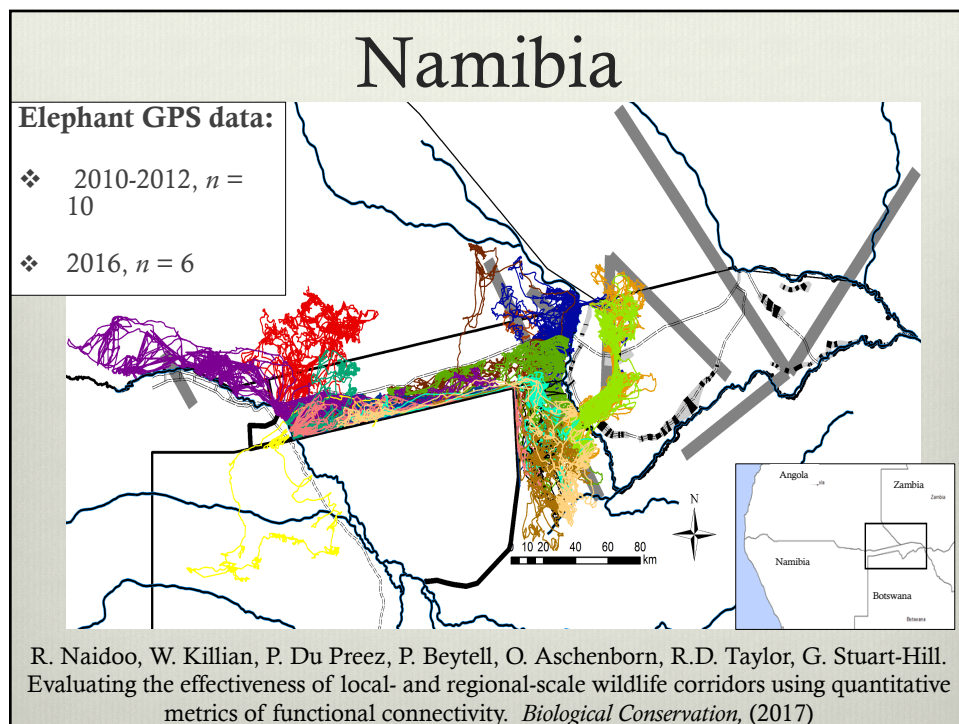 Namibia
Elephant GPS data:
❖ 2010-2012, n =
10
❖ 2016, n = 6
N
0 10 20 40 60 80
km
Angola
Zambia
Zambia
Namibia
Botswana
Botswana
R. Naidoo, W. Killian, P. Du Preez, P. Beytell, O. Aschenborn, R.D. Taylor, G. Stuart-Hill.
Evaluating the effectiveness of local- and regional-scale wildlife corridors using quantitative
metrics of functional connectivity. Biological Conservation, (2017)